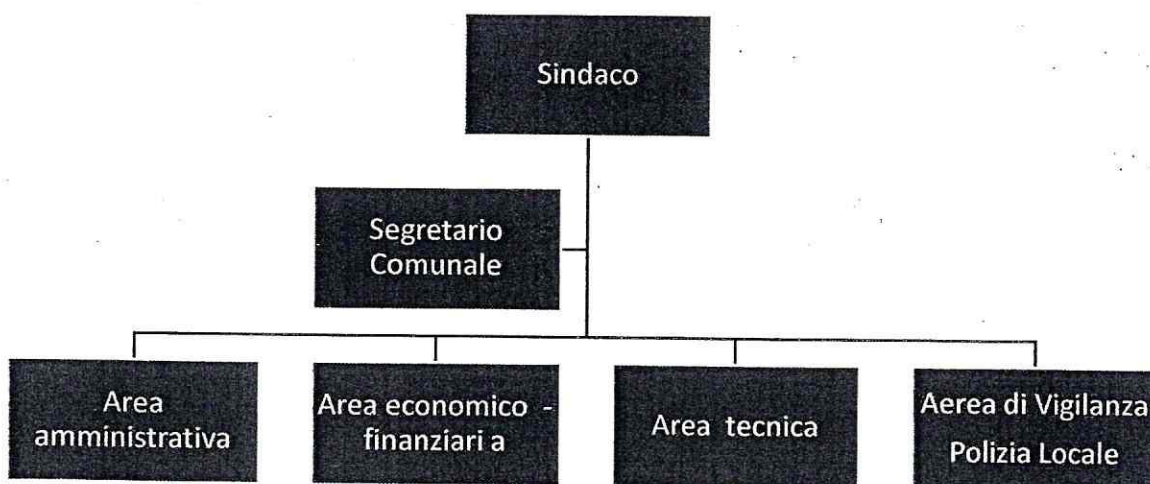 Sindaco
Segretario
Comunale
Area
amministrativa
Area economico -
finanziari a
Area tecnica
Aerea di Vigilanza
Polizia Locale